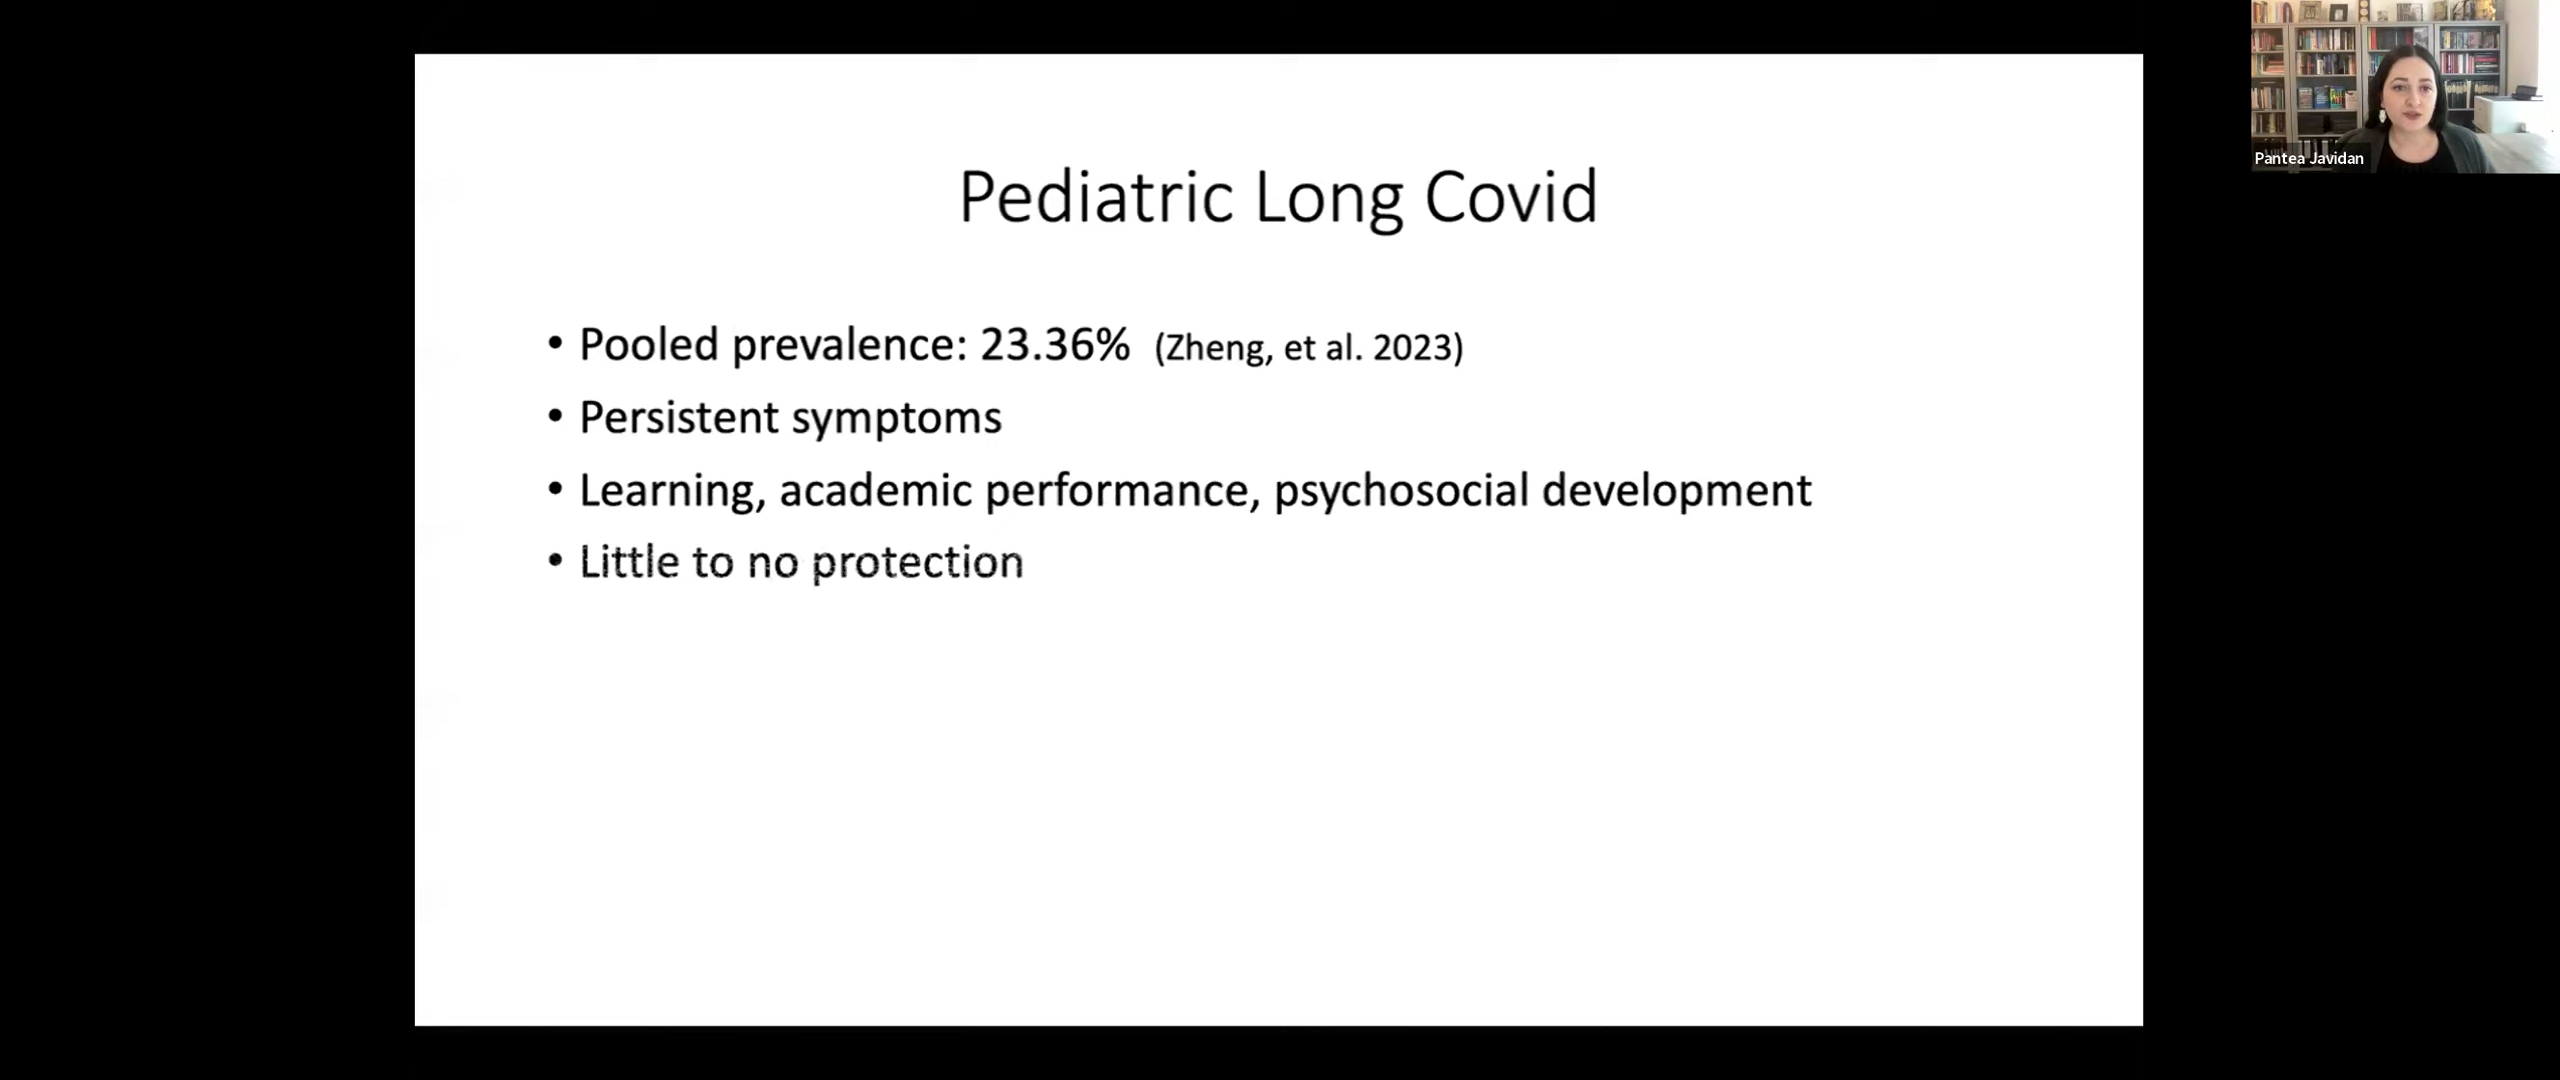 Pediatric Long Covid
• Pooled prevalence: 23.36% (Zheng, et al. 2023)
• Persistent symptoms
• Learning, academic performance, psychosocial development
• Little to no protection
Pantea Javidan